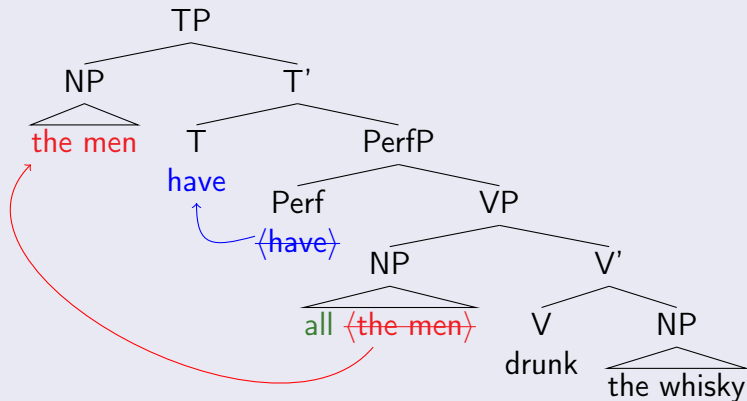 TP
NP T'
the men T PerfP
have Perf VP
⟨have⟩ NP V'
all ⟨the men⟩ V NP
drunk the whisky